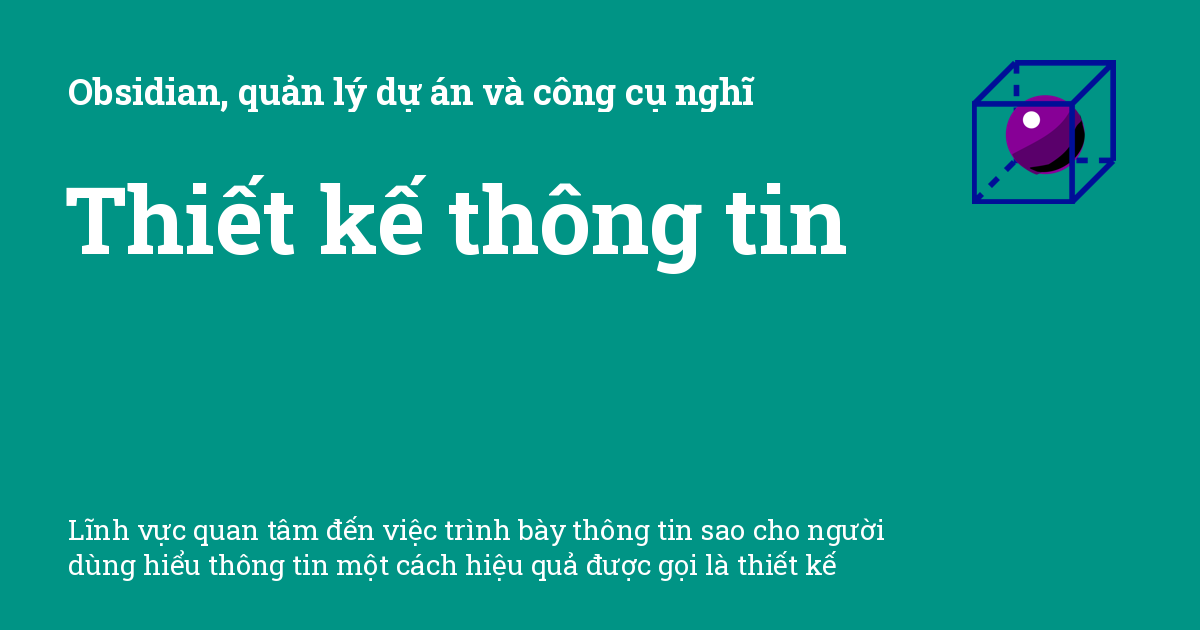 Obsidian, quản lý dự án và công cụ nghĩ
Thiết kế thông tin
Lĩnh vực quan tâm đến việc trình bày thông tin sao cho người
dùng hiểu thông tin một cách hiệu quả được gọi là thiết kế